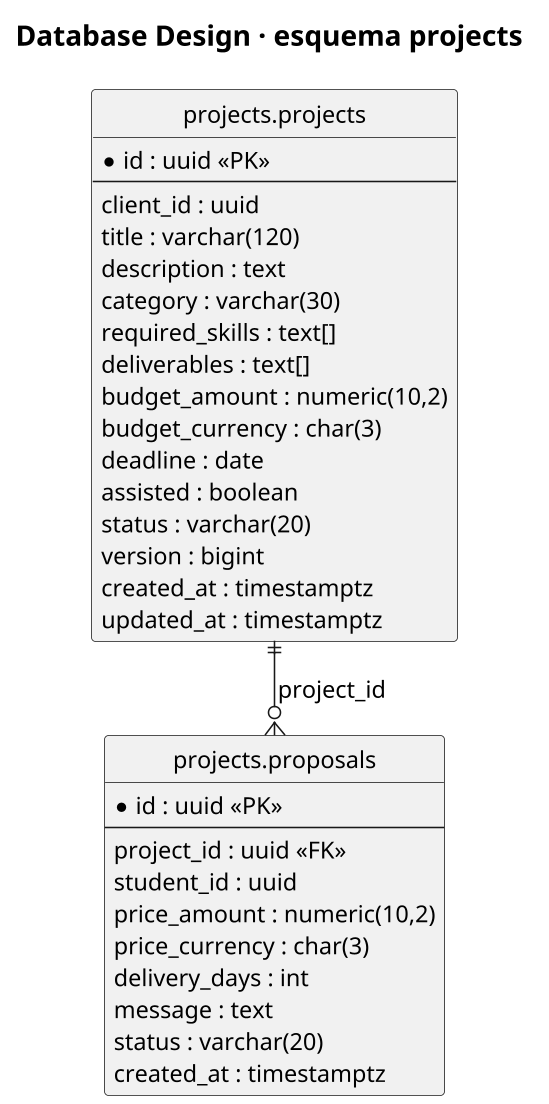 Database Design · esquema projects
projects.projects
• id : uuid «PK»
client_id : uuid
title : varchar(120)
description : text
category : varchar(30)
required_skills : text[]
deliverables : text[]
budget_amount : numeric(10,2)
budget_currency : char(3)
deadline : date
assisted : boolean
status : varchar(20)
version : bigint
created_at : timestamptz
updated_at : timestamptz
project_id
projects.proposals
• id : uuid «PK»
project_id : uuid «FK»
student_id : uuid
price_amount : numeric(10,2)
price_currency : char(3)
delivery_days : int
message : text
status : varchar(20)
created_at : timestamptz